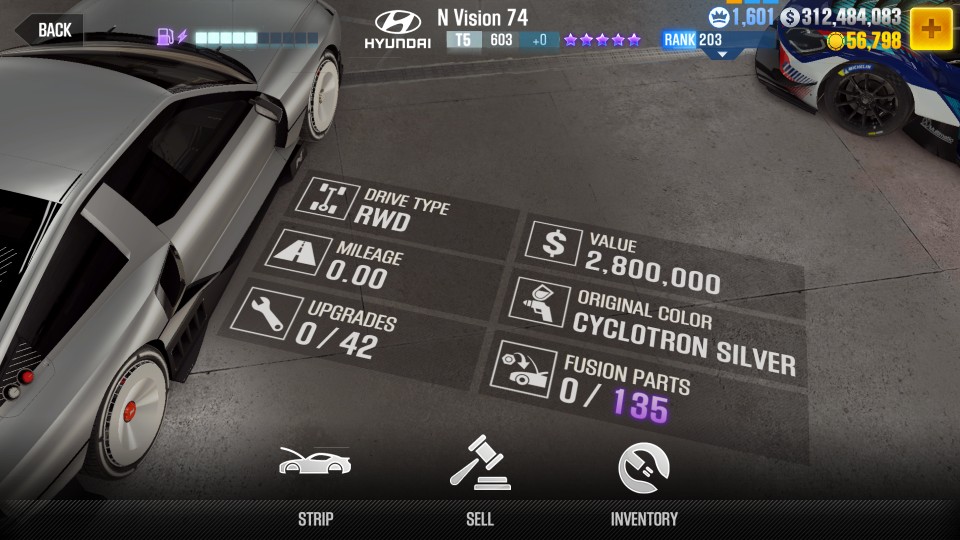 BACK
HYUNDAI
N Vision 74
T5 603 +0
RANK 203
1,601 $ 312,484,083
56,798
MICHELIN
DRIVE TYPE
RWD
MILEAGE
0.00
UPGRADES
0 / 42
$ VALUE
2,800,000
ORIGINAL COLOR
CYCLOTRON SILVER
FUSION PARTS
0 / 135
STRIP
SELL
INVENTORY